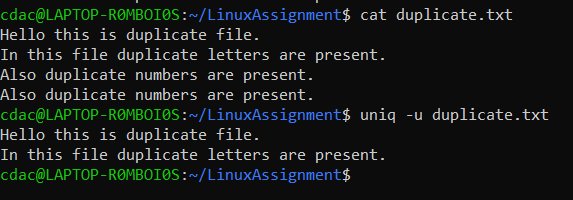 cdac@LAPTOP-R0MBOI0S:~/LinuxAssignment$ cat duplicate.txt
Hello this is duplicate file.
In this file duplicate letters are present.
Also duplicate numbers are present.
Also duplicate numbers are present.
cdac@LAPTOP-R0MBOI0S:~/LinuxAssignment$ uniq -u duplicate.txt
Hello this is duplicate file.
In this file duplicate letters are present.
cdac@LAPTOP-R0MBOI0S:~/LinuxAssignment$